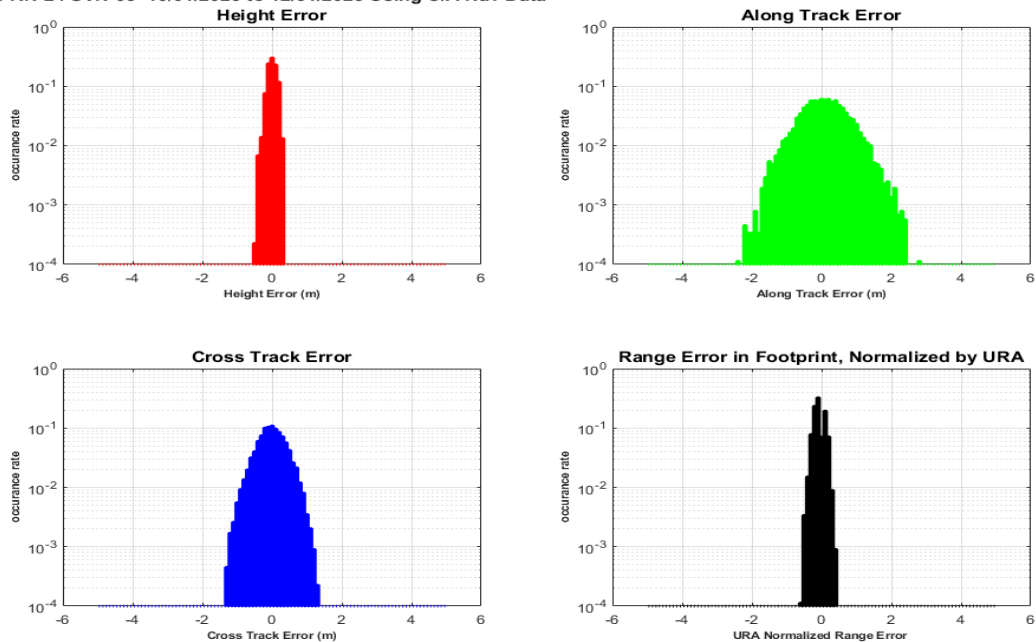 to Using Data
Height Error
10^0
10^-1
10^-2
10^-3
10^-4
occurance rate
-6 -4 -2 0 2 4 6
Height Error (m)
Along Track Error
10^0
10^-1
10^-2
10^-3
10^-4
occurance rate
-6 -4 -2 0 2 4 6
Along Track Error (m)
Cross Track Error
10^0
10^-1
10^-2
10^-3
10^-4
occurance rate
-6 -4 -2 0 2 4 6
Cross Track Error (m)
Range Error in Footprint, Normalized by URA
10^0
10^-1
10^-2
10^-3
10^-4
occurance rate
-6 -4 -2 0 2 4 6
URA Normalized Range Error